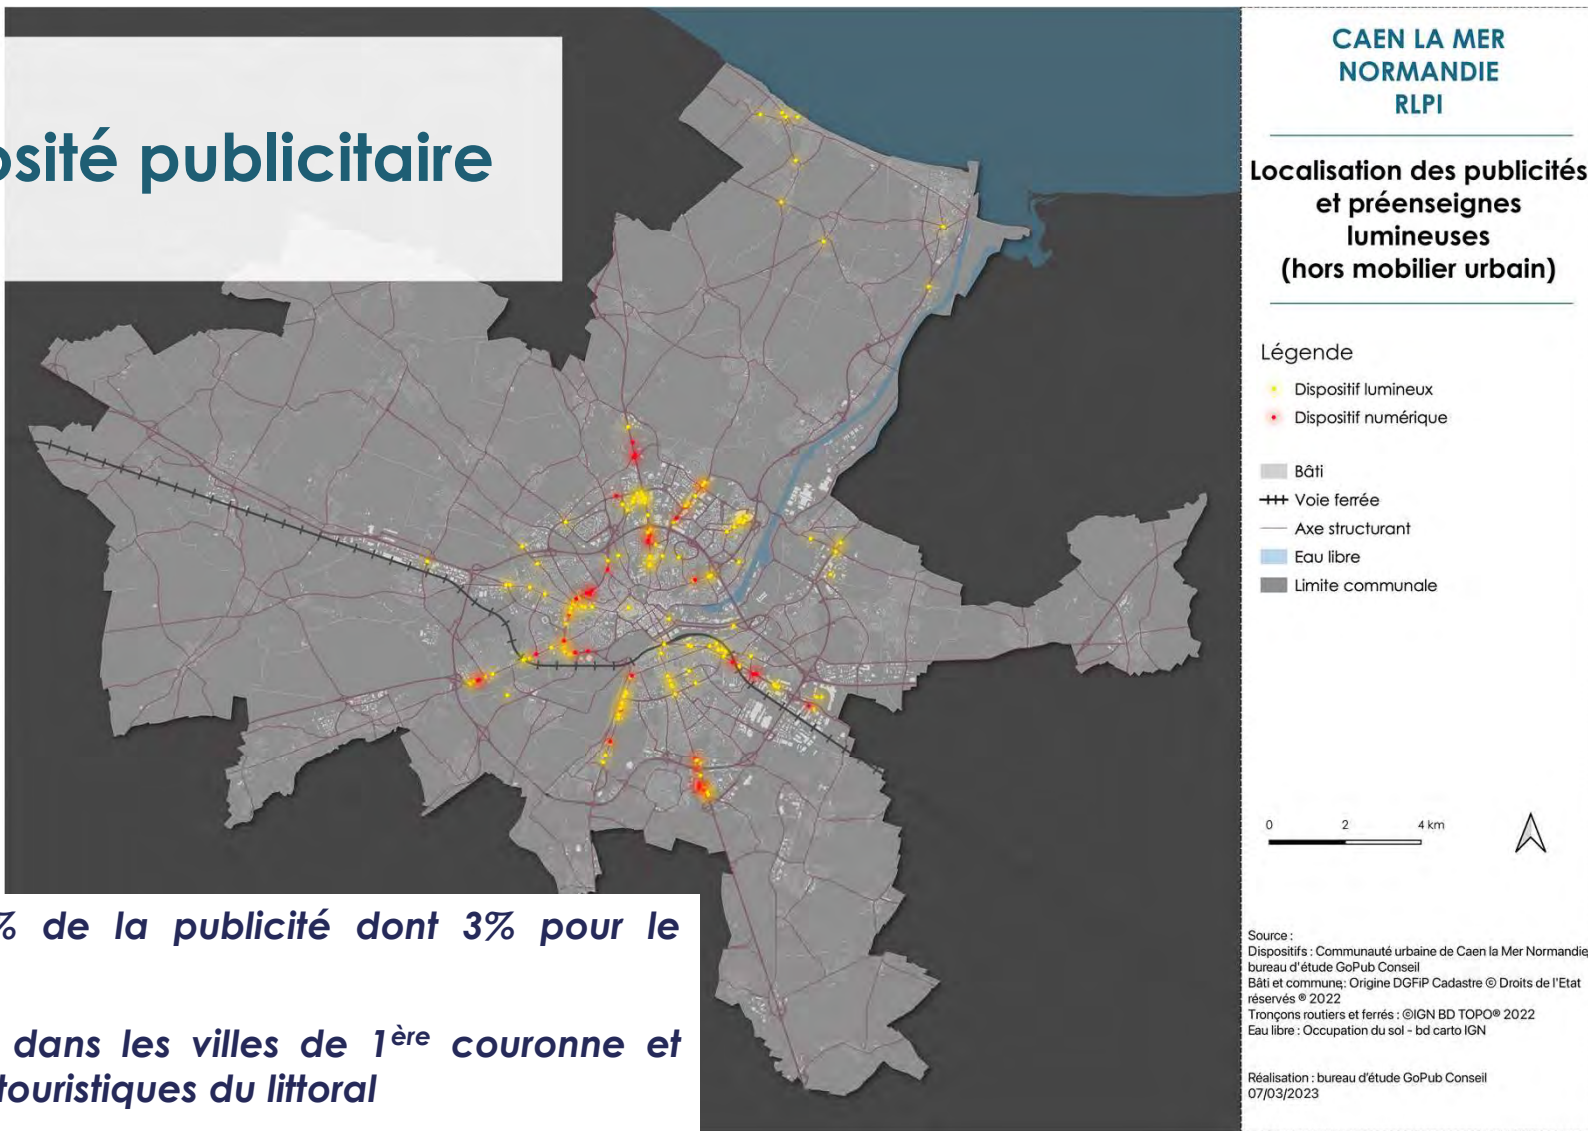 osité publicitaire
CAEN LA MER
NORMANDIE
RLPI
Localisation des publicités
et préenseignes
lumineuses
(hors mobilier urbain)
Légende
Dispositif lumineux
Dispositif numérique
Bâti
Voie ferrée
Axe structurant
Eau libre
Limite communale
0 2 4 km
Source :
Dispositifs : Communauté urbaine de Caen la Mer Normandie,
bureau d'étude GoPub Conseil
Bâti et commune: Origine DGFiP Cadastre © Droits de l'Etat
réservés ® 2022
Tronçons routiers et ferrés : ©IGN BD TOPO® 2022
Eau libre : Occupation du sol - bd carto IGN
Réalisation : bureau d'étude GoPub Conseil
07/03/2023
% de la publicité dont 3% pour le
dans les villes de 1ère couronne et
touristiques du littoral